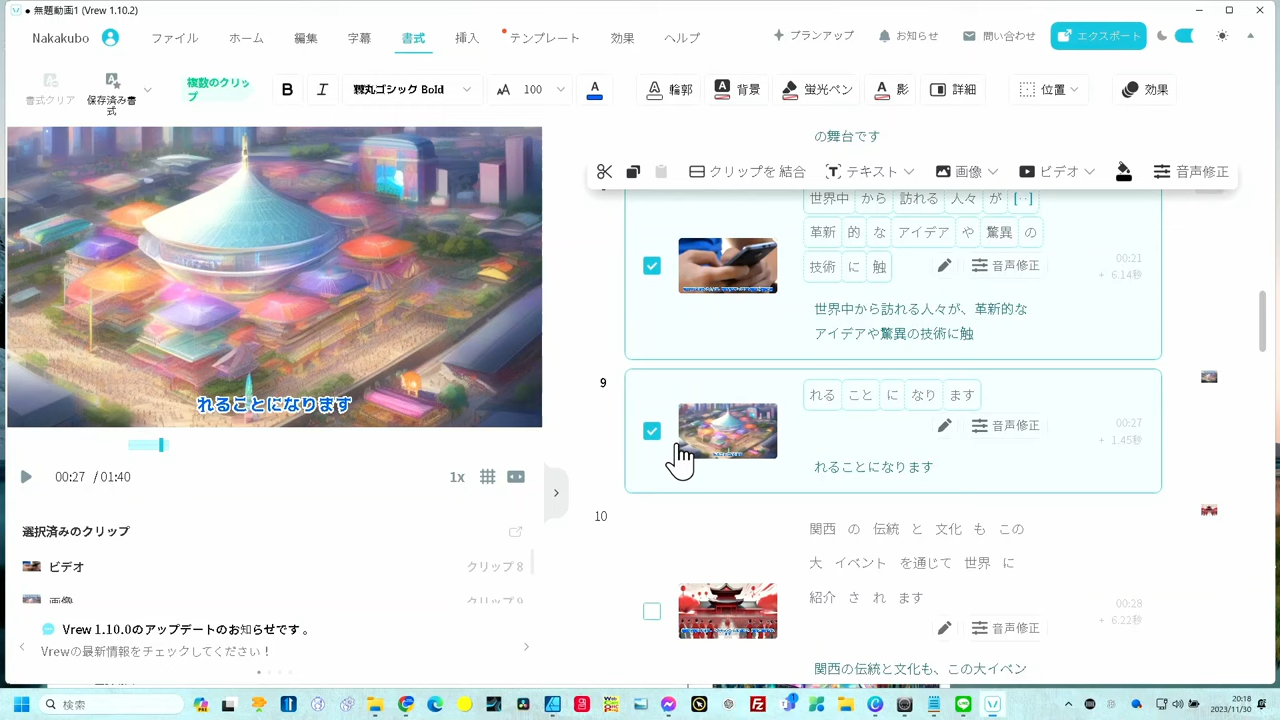 無題動画1 (Vrew 1.10.2)
Nakakubo
ファイル
ホーム
編集
字幕
書式
挿入
テンプレート
効果
ヘルプ
プランアップ
お知らせ
問い合わせ
エクスポート
書式クリア
保存済み書式
複数のクリップ
B
I
棘丸ゴシック Bold
AA 100
A
輪郭
背景
蛍光ペン
影
詳細
位置
効果
の舞台です
クリップを 結合
テキスト
画像
ビデオ
音声修正
世界中 から 訪れる 人々 が [··]
革新 的 な アイデア や 驚異 の
技術 に 触
音声修正
00:21
+ 6.14秒
世界中から訪れる人々が、革新的な
アイデアや驚異の技術に触
9
れる こと に なり ます
音声修正
00:27
+ 1.45秒
れることになります
10
関西 の 伝統 と 文化 も この
大 イベント を通じて 世界 に
紹介 さ れ ます
音声修正
00:28
+ 6.22秒
関西の伝統と文化も、この大イベン
れることになります
00:27 / 01:40
1x
選択済みのクリップ
ビデオ
クリップ 8
画像
クリップ 9
Vrew 1.10.0のアップデートのお知らせです。
Vrewの最新情報をチェックしてください！
検索
20:18
2023/11/30